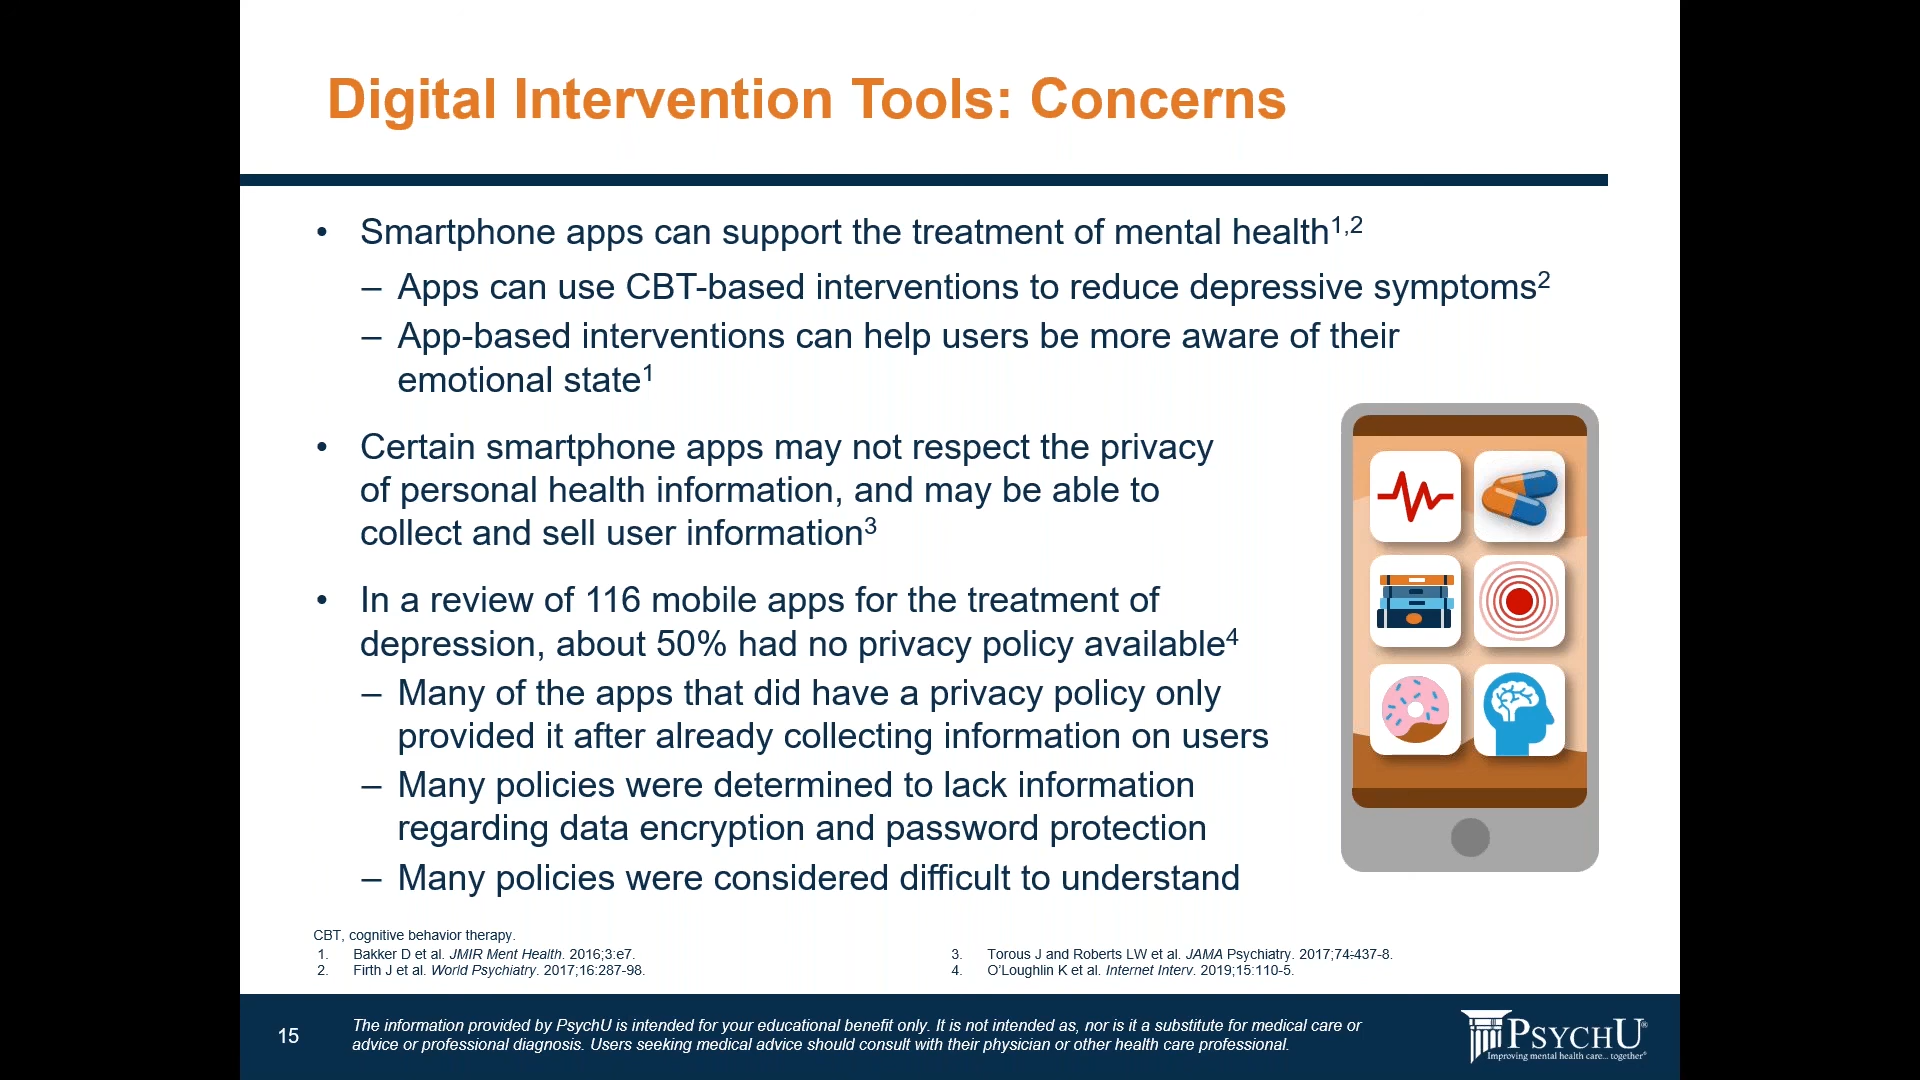 Digital Intervention Tools: Concerns
• Smartphone apps can support the treatment of mental health1,2
– Apps can use CBT-based interventions to reduce depressive symptoms2
– App-based interventions can help users be more aware of their
emotional state1
• Certain smartphone apps may not respect the privacy
of personal health information, and may be able to
collect and sell user information3
• In a review of 116 mobile apps for the treatment of
depression, about 50% had no privacy policy available4
– Many of the apps that did have a privacy policy only
provided it after already collecting information on users
– Many policies were determined to lack information
regarding data encryption and password protection
– Many policies were considered difficult to understand
CBT, cognitive behavior therapy.
1. Bakker D et al. JMIR Ment Health. 2016;3:e7.
2. Firth J et al. World Psychiatry. 2017;16:287-98.
3. Torous J and Roberts LW et al. JAMA Psychiatry. 2017;74:437-8.
4. O'Loughlin K et al. Internet Interv. 2019;15:110-5.
15
The information provided by PsychU is intended for your educational benefit only. It is not intended as, nor is it a substitute for medical care or
advice or professional diagnosis. Users seeking medical advice should consult with their physician or other health care professional.
PSYCHU®
Improving mental health care... together®